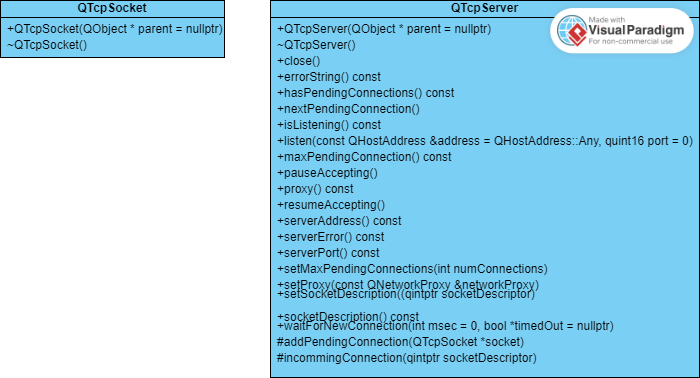 QTcpSocket
+QTcpSocket(QObject * parent = nullptr)
~QTcpSocket()
QTcpServer
+QTcpServer(QObject * parent = nullptr)
~QTcpServer()
+close()
+errorString() const
+hasPendingConnections() const
+nextPendingConnection()
+isListening() const
+listen(const QHostAddress &address = QHostAddress::Any, quint16 port = 0)
+maxPendingConnection() const
+pauseAccepting()
+proxy() const
+resumeAccepting()
+serverAddress() const
+serverError() const
+serverPort() const
+setMaxPendingConnections(int numConnections)
+setProxy(const QNetworkProxy &networkProxy)
+setSocketDescription((qintptr socketDescriptor)
+socketDescription() const
+waitForNewConnection(int msec = 0, bool *timedOut = nullptr)
#addPendingConnection(QTcpSocket *socket)
#incommingConnection(qintptr socketDescriptor)
Made with
Visual Paradigm
For non-commercial use